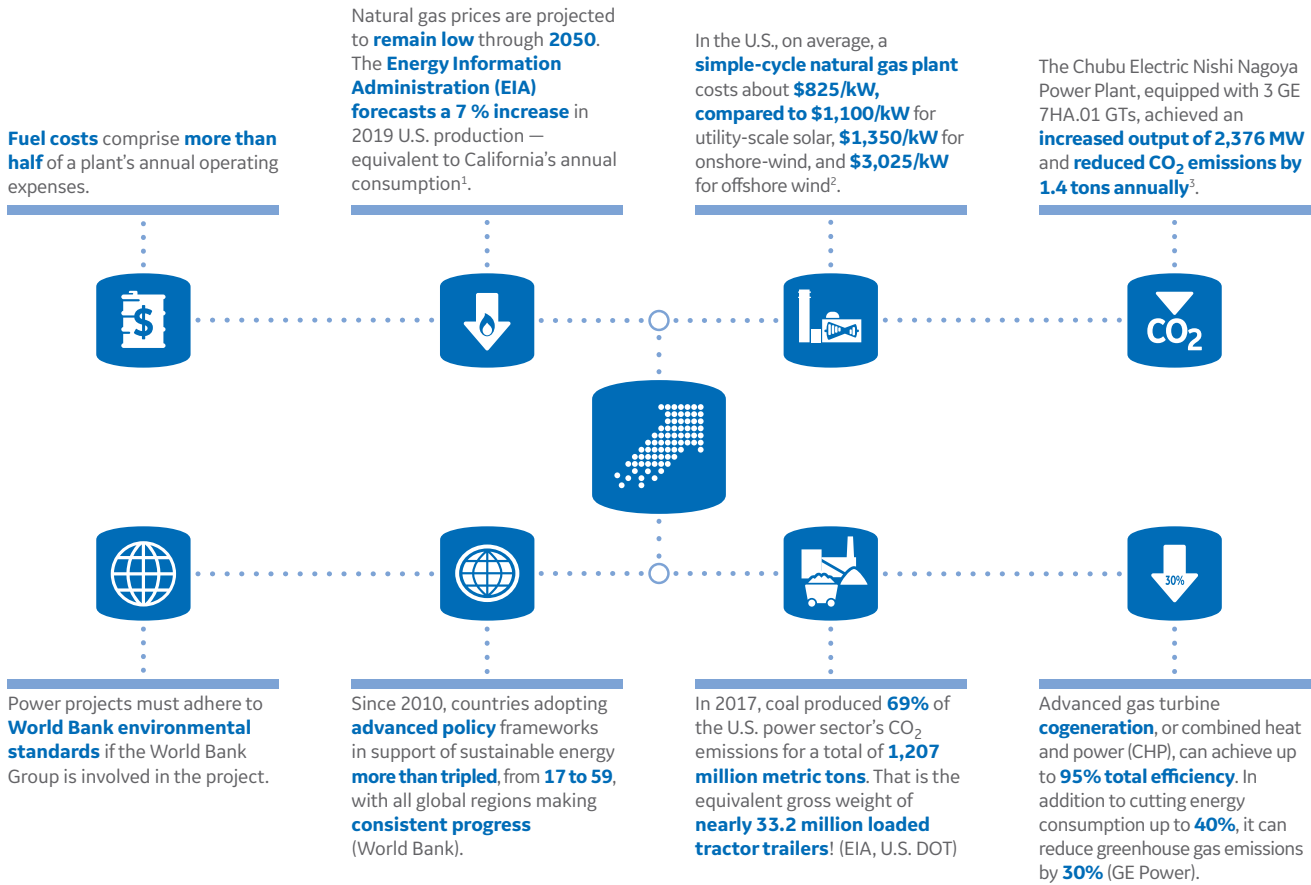 Fuel costs comprise more than
half of a plant's annual operating
expenses.
Natural gas prices are projected
to remain low through 2050.
The Energy Information
Administration (EIA)
forecasts a 7 % increase in
2019 U.S. production —
equivalent to California's annual
consumption¹.
In the U.S., on average, a
simple-cycle natural gas plant
costs about $825/kW,
compared to $1,100/kW for
utility-scale solar, $1,350/kW for
onshore-wind, and $3,025/kW
for offshore wind².
The Chubu Electric Nishi Nagoya
Power Plant, equipped with 3 GE
7HA.01 GTs, achieved an
increased output of 2,376 MW
and reduced CO₂ emissions by
1.4 tons annually³.
$
CO₂
30%
Power projects must adhere to
World Bank environmental
standards if the World Bank
Group is involved in the project.
Since 2010, countries adopting
advanced policy frameworks
in support of sustainable energy
more than tripled, from 17 to 59,
with all global regions making
consistent progress
(World Bank).
In 2017, coal produced 69% of
the U.S. power sector's CO₂
emissions for a total of 1,207
million metric tons. That is the
equivalent gross weight of
nearly 33.2 million loaded
tractor trailers! (EIA, U.S. DOT)
Advanced gas turbine
cogeneration, or combined heat
and power (CHP), can achieve up
to 95% total efficiency. In
addition to cutting energy
consumption up to 40%, it can
reduce greenhouse gas emissions
by 30% (GE Power).